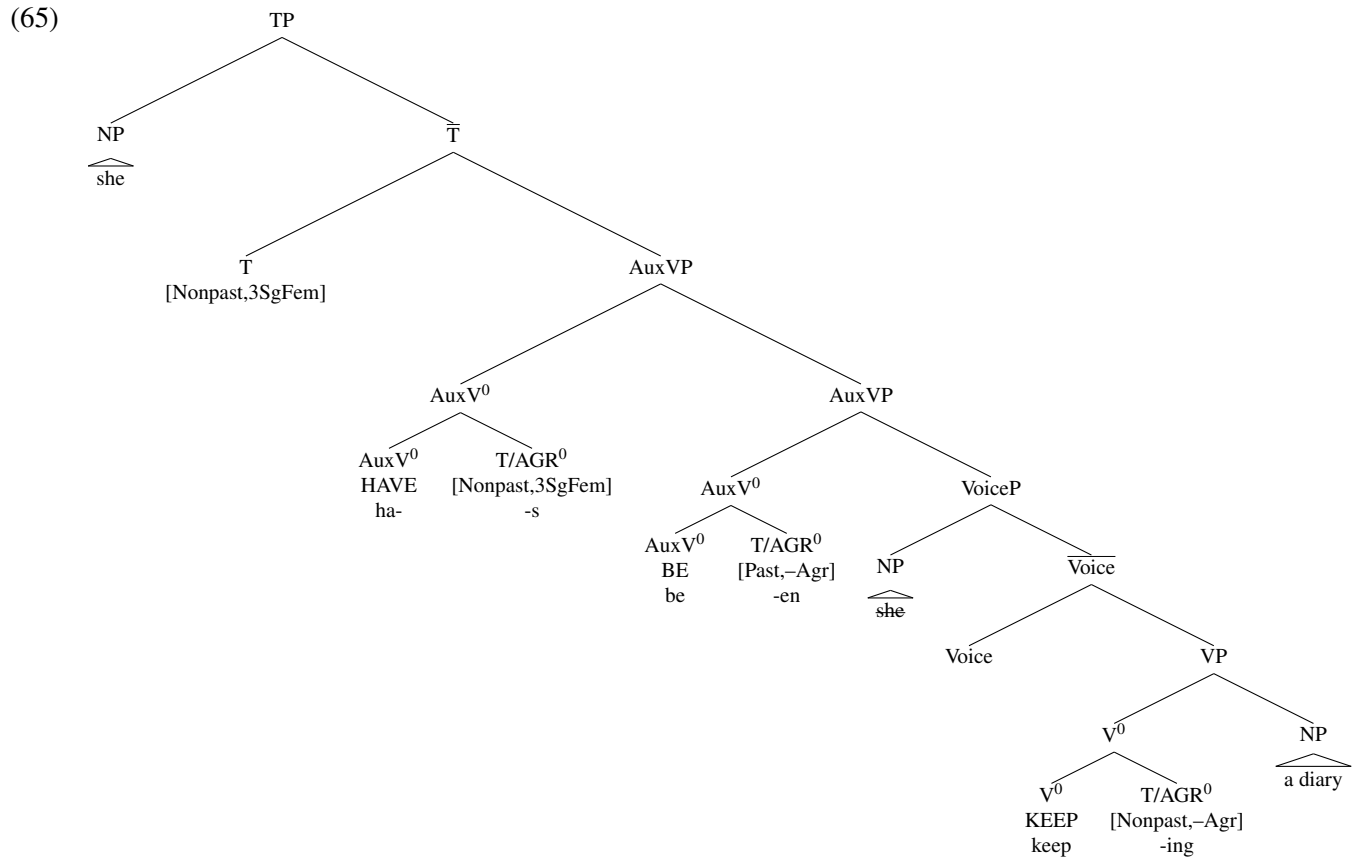 (65)
TP
NP
T̅
she
T
AuxVP
[Nonpast,3SgFem]
AuxV⁰
AuxVP
AuxV⁰ T/AGR⁰
HAVE [Nonpast,3SgFem]
ha- -s
AuxV⁰
VoiceP
AuxV⁰ T/AGR⁰
BE [Past,–Agr]
be -en
NP
V̅o̅i̅c̅e̅
she
Voice
VP
V⁰
NP
a diary
V⁰ T/AGR⁰
KEEP [Nonpast,–Agr]
keep -ing